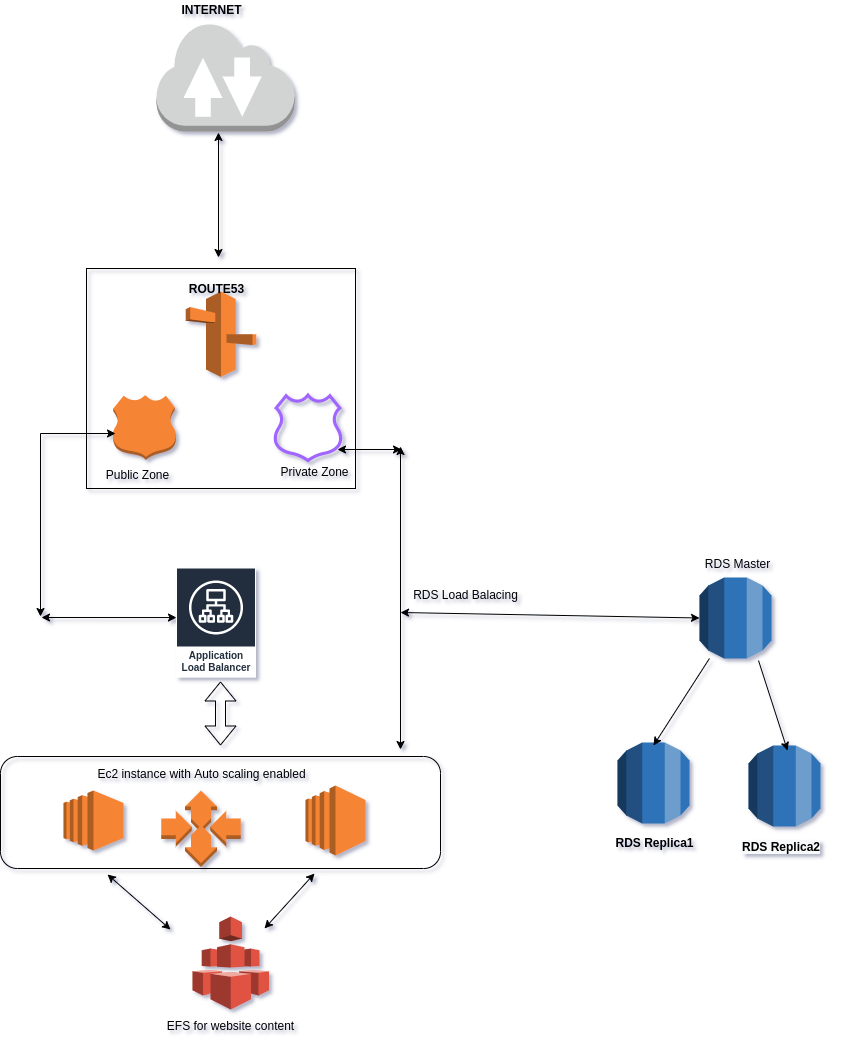 INTERNET
ROUTE53
Public Zone
Private Zone
RDS Master
RDS Load Balacing
Application
Load Balancer
Ec2 instance with Auto scaling enabled
RDS Replica1
RDS Replica2
EFS for website content